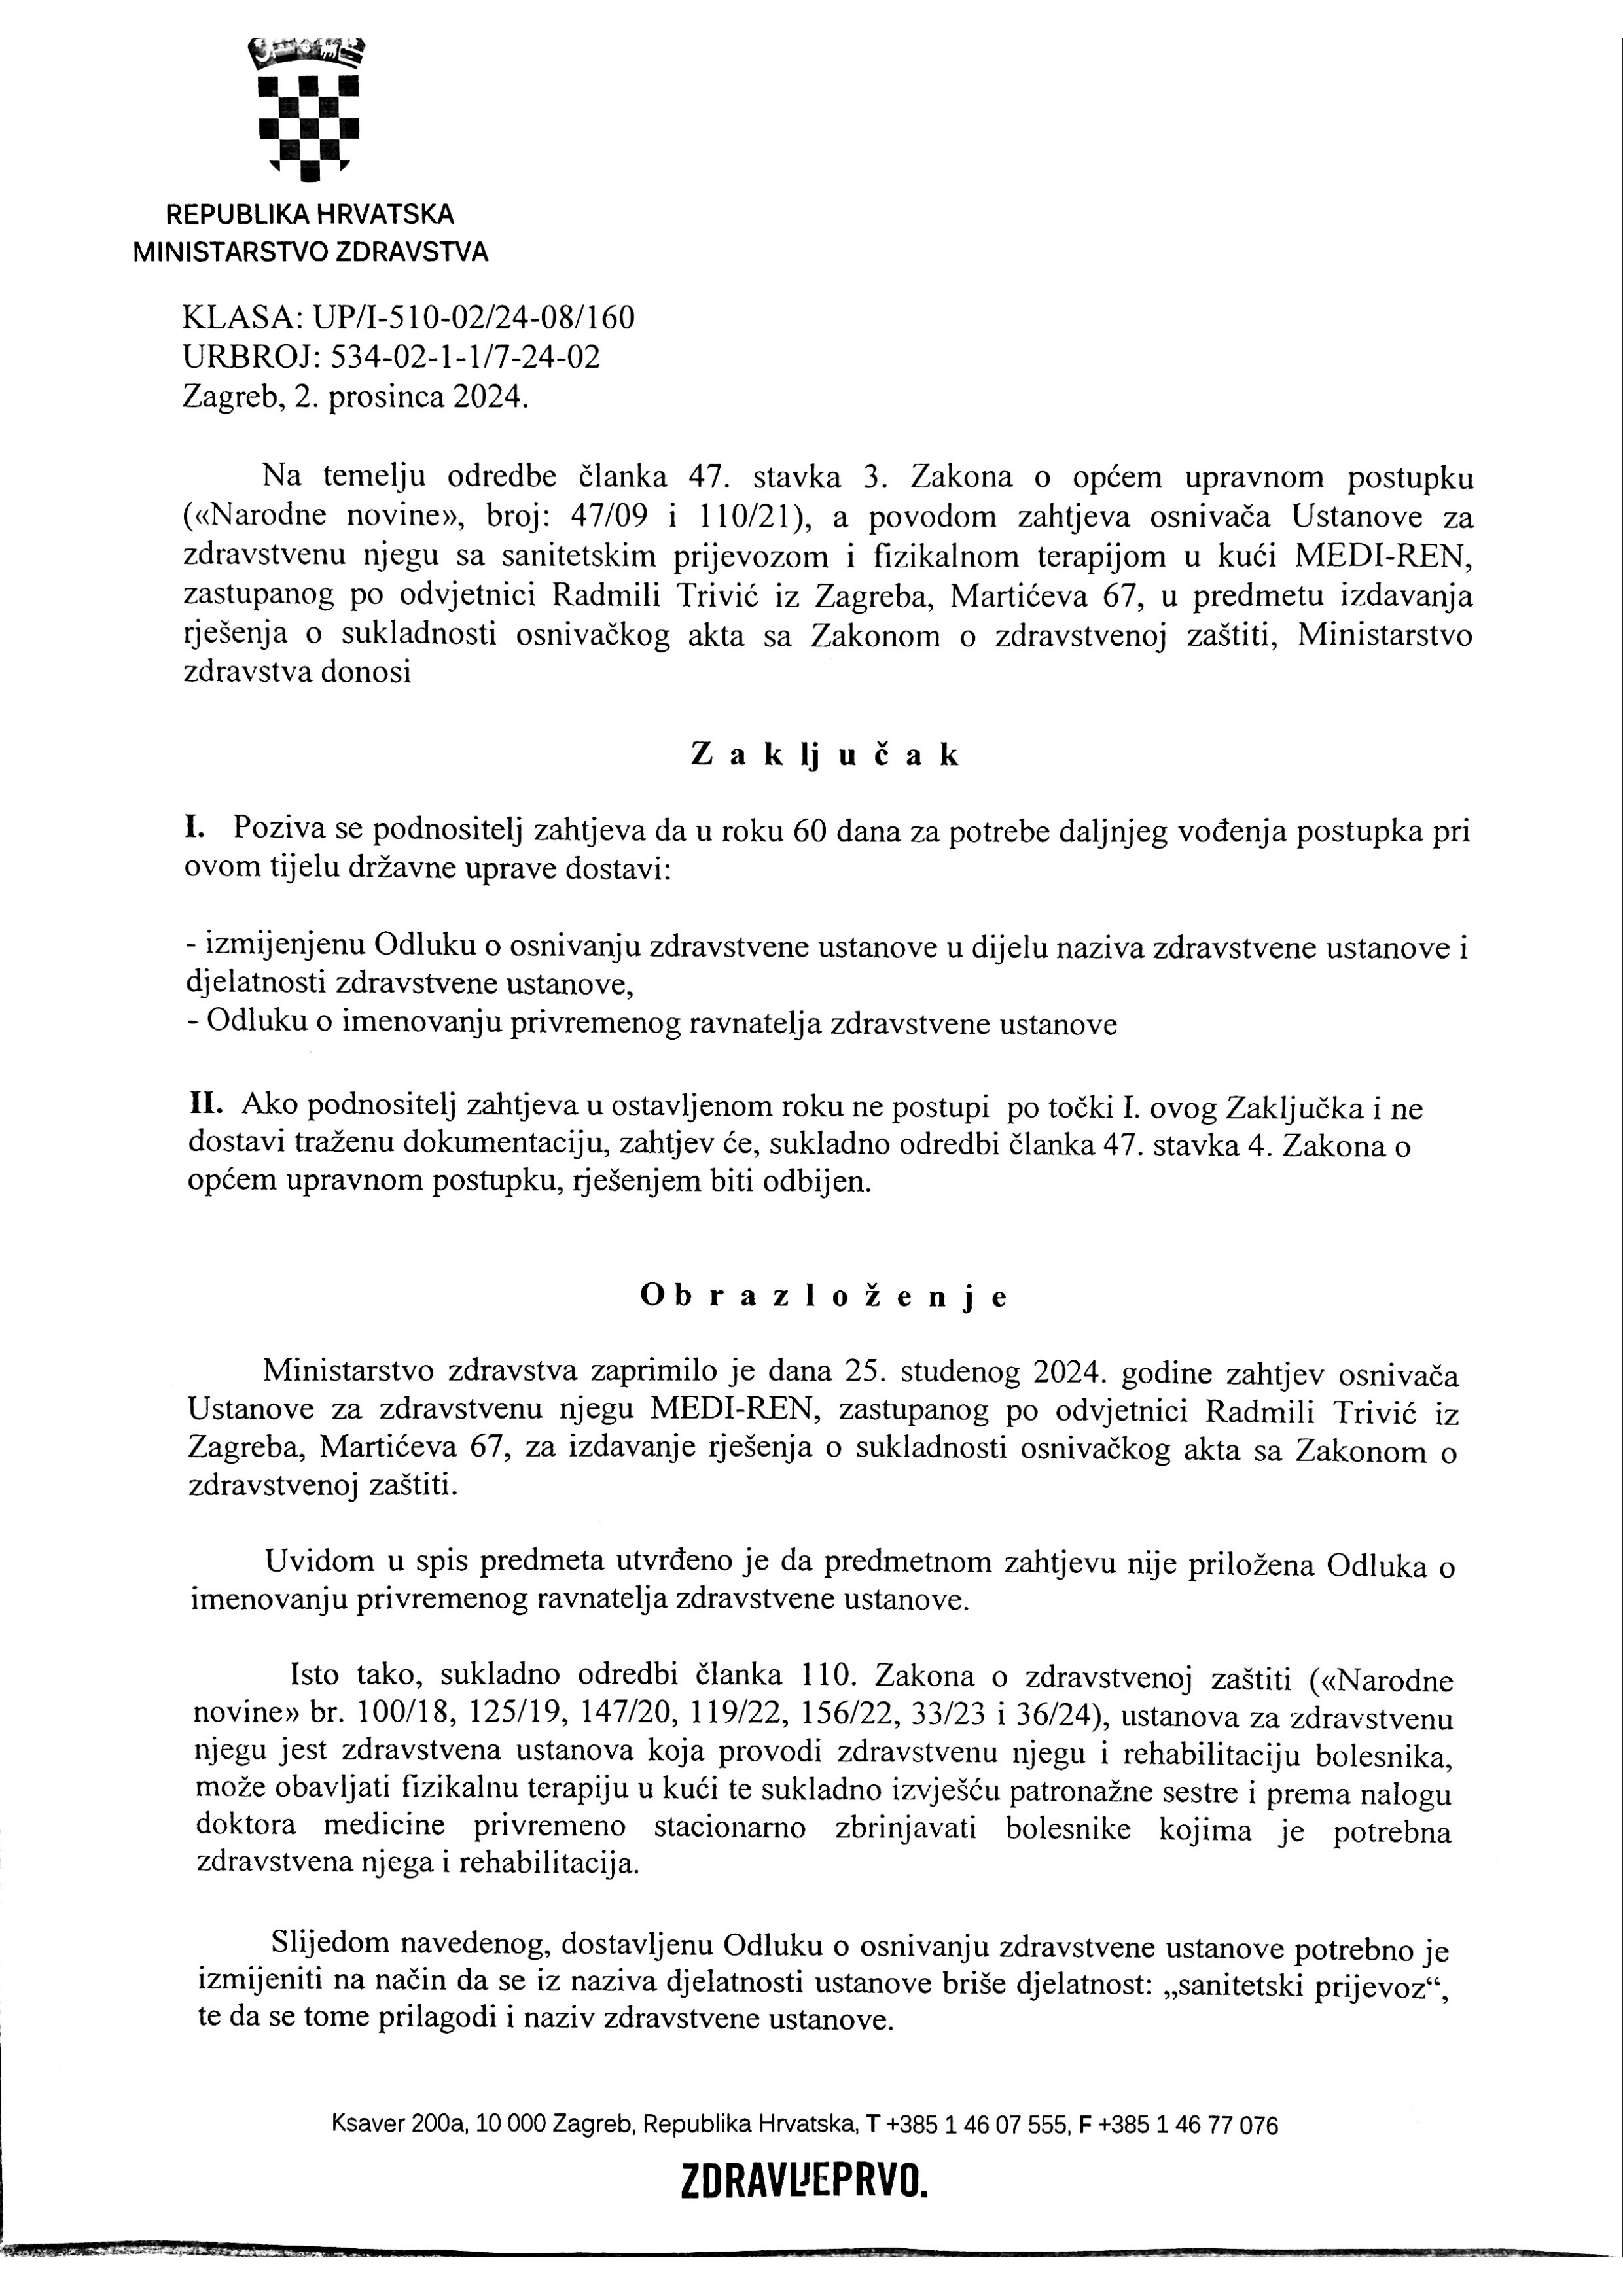 REPUBLIKA HRVATSKA
MINISTARSTVO ZDRAVSTVA
KLASA: UP/I-510-02/24-08/160
URBROJ: 534-02-1-1/7-24-02
Zagreb, 2. prosinca 2024.
Na temelju odredbe članka 47. stavka 3. Zakona o općem upravnom postupku
(«Narodne novine», broj: 47/09 i 110/21), a povodom zahtjeva osnivača Ustanove za
zdravstvenu njegu sa sanitetskim prijevozom i fizikalnom terapijom u kući MEDI-REN,
zastupanog po odvjetnici Radmili Trivić iz Zagreba, Martićeva 67, u predmetu izdavanja
rješenja o sukladnosti osnivačkog akta sa Zakonom o zdravstvenoj zaštiti, Ministarstvo
zdravstva donosi
Z a k lj u č a k
I. Poziva se podnositelj zahtjeva da u roku 60 dana za potrebe daljnjeg vođenja postupka pri
ovom tijelu državne uprave dostavi:
- izmijenjenu Odluku o osnivanju zdravstvene ustanove u dijelu naziva zdravstvene ustanove i
djelatnosti zdravstvene ustanove,
- Odluku o imenovanju privremenog ravnatelja zdravstvene ustanove
II. Ako podnositelj zahtjeva u ostavljenom roku ne postupi po točki I. ovog Zaključka i ne
dostavi traženu dokumentaciju, zahtjev će, sukladno odredbi članka 47. stavka 4. Zakona o
općem upravnom postupku, rješenjem biti odbijen.
O b r a z l o ž e n j e
Ministarstvo zdravstva zaprimilo je dana 25. studenog 2024. godine zahtjev osnivača
Ustanove za zdravstvenu njegu MEDI-REN, zastupanog po odvjetnici Radmili Trivić iz
Zagreba, Martićeva 67, za izdavanje rješenja o sukladnosti osnivačkog akta sa Zakonom o
zdravstvenoj zaštiti.
Uvidom u spis predmeta utvrđeno je da predmetnom zahtjevu nije priložena Odluka o
imenovanju privremenog ravnatelja zdravstvene ustanove.
Isto tako, sukladno odredbi članka 110. Zakona o zdravstvenoj zaštiti («Narodne
novine» br. 100/18, 125/19, 147/20, 119/22, 156/22, 33/23 i 36/24), ustanova za zdravstvenu
njegu jest zdravstvena ustanova koja provodi zdravstvenu njegu i rehabilitaciju bolesnika,
može obavljati fizikalnu terapiju u kući te sukladno izvješću patronažne sestre i prema nalogu
doktora medicine privremeno stacionarno zbrinjavati bolesnike kojima je potrebna
zdravstvena njega i rehabilitacija.
Slijedom navedenog, dostavljenu Odluku o osnivanju zdravstvene ustanove potrebno je
izmijeniti na način da se iz naziva djelatnosti ustanove briše djelatnost: „sanitetski prijevoz“,
te da se tome prilagodi i naziv zdravstvene ustanove.
Ksaver 200a, 10 000 Zagreb, Republika Hrvatska, T +385 1 46 07 555, F +385 1 46 77 076
ZDRAVLJEPRVO.